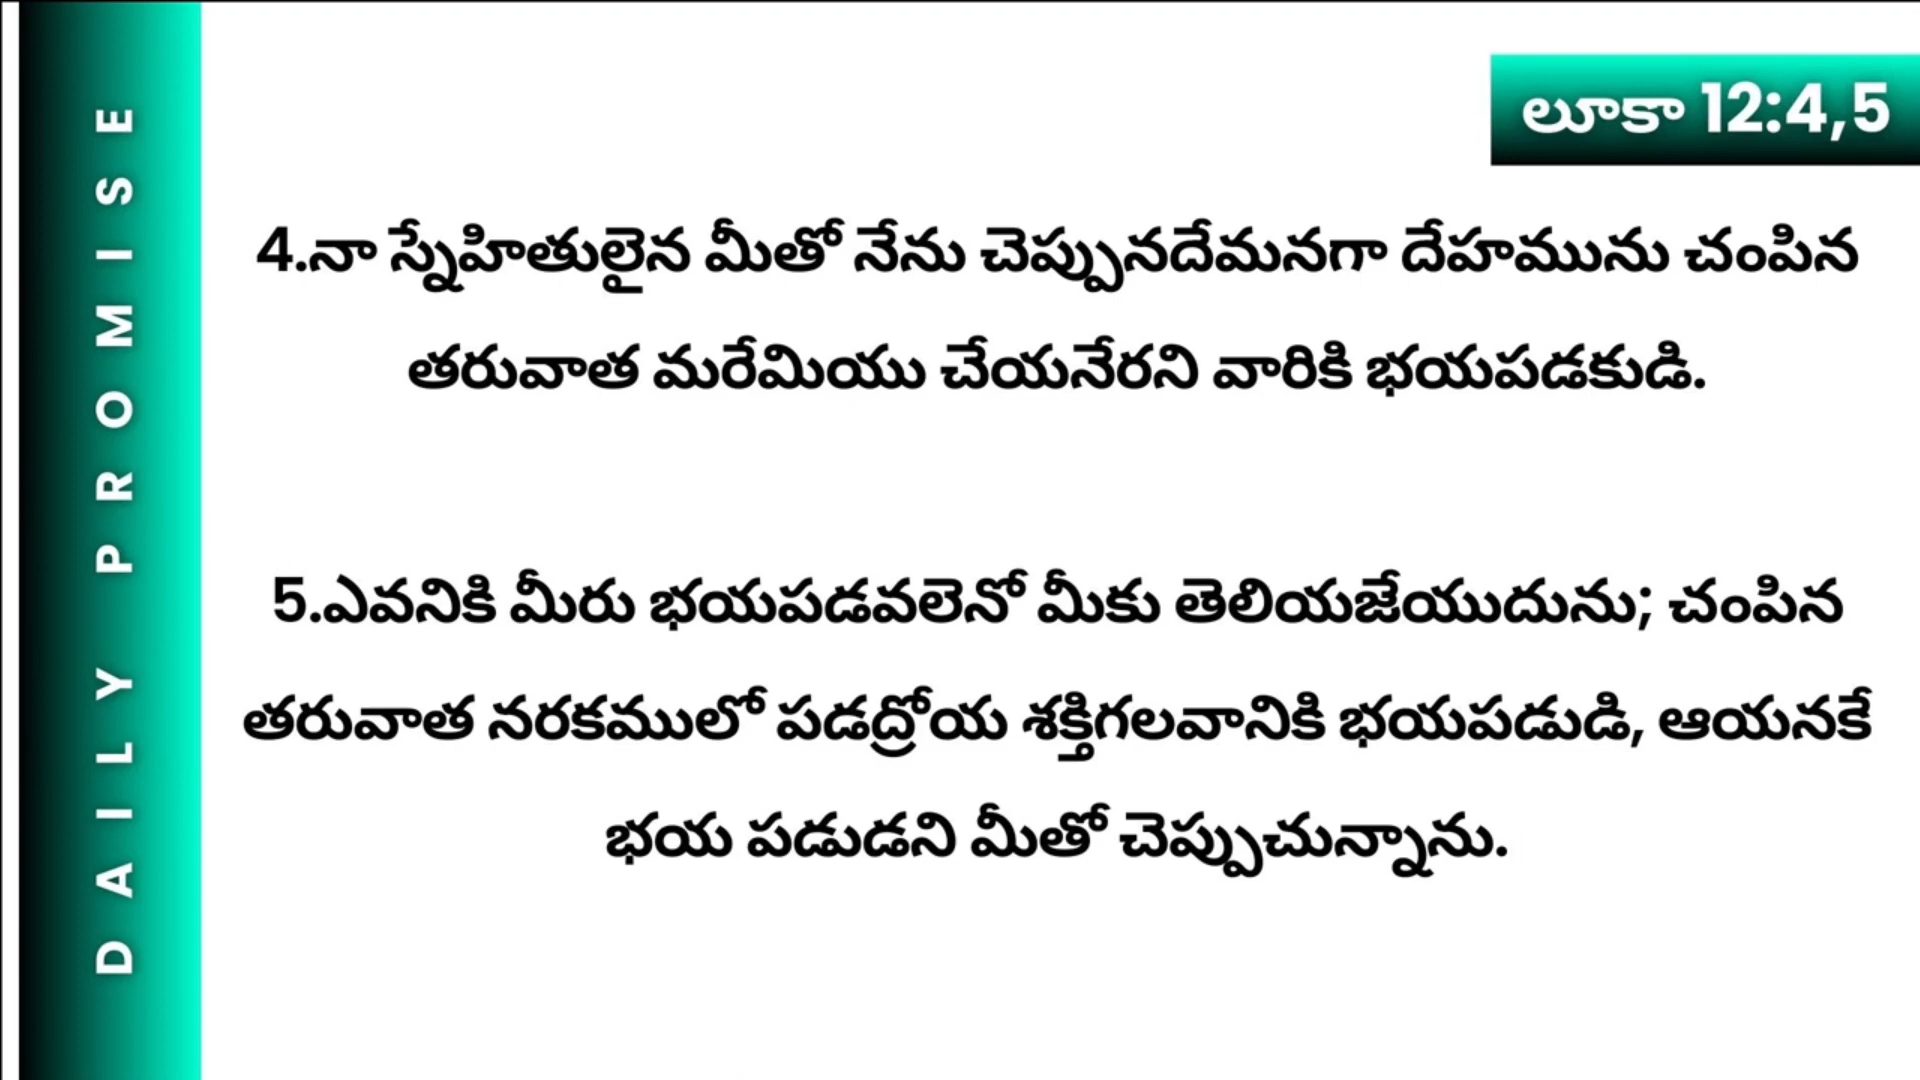 DAILY PROMISE
లూకా 12:4,5
4.నా స్నేహితులైన మీతో నేను చెప్పునదేమనగా దేహమును చంపిన
తరువాత మరేమియు చేయనేరని వారికి భయపడకుడి.
5.ఎవనికి మీరు భయపడవలెనో మీకు తెలియజేయుదును; చంపిన
తరువాత నరకములో పడద్రోయ శక్తిగలవానికి భయపడుడి, ఆయనకే
భయ పడుడని మీతో చెప్పుచున్నాను.